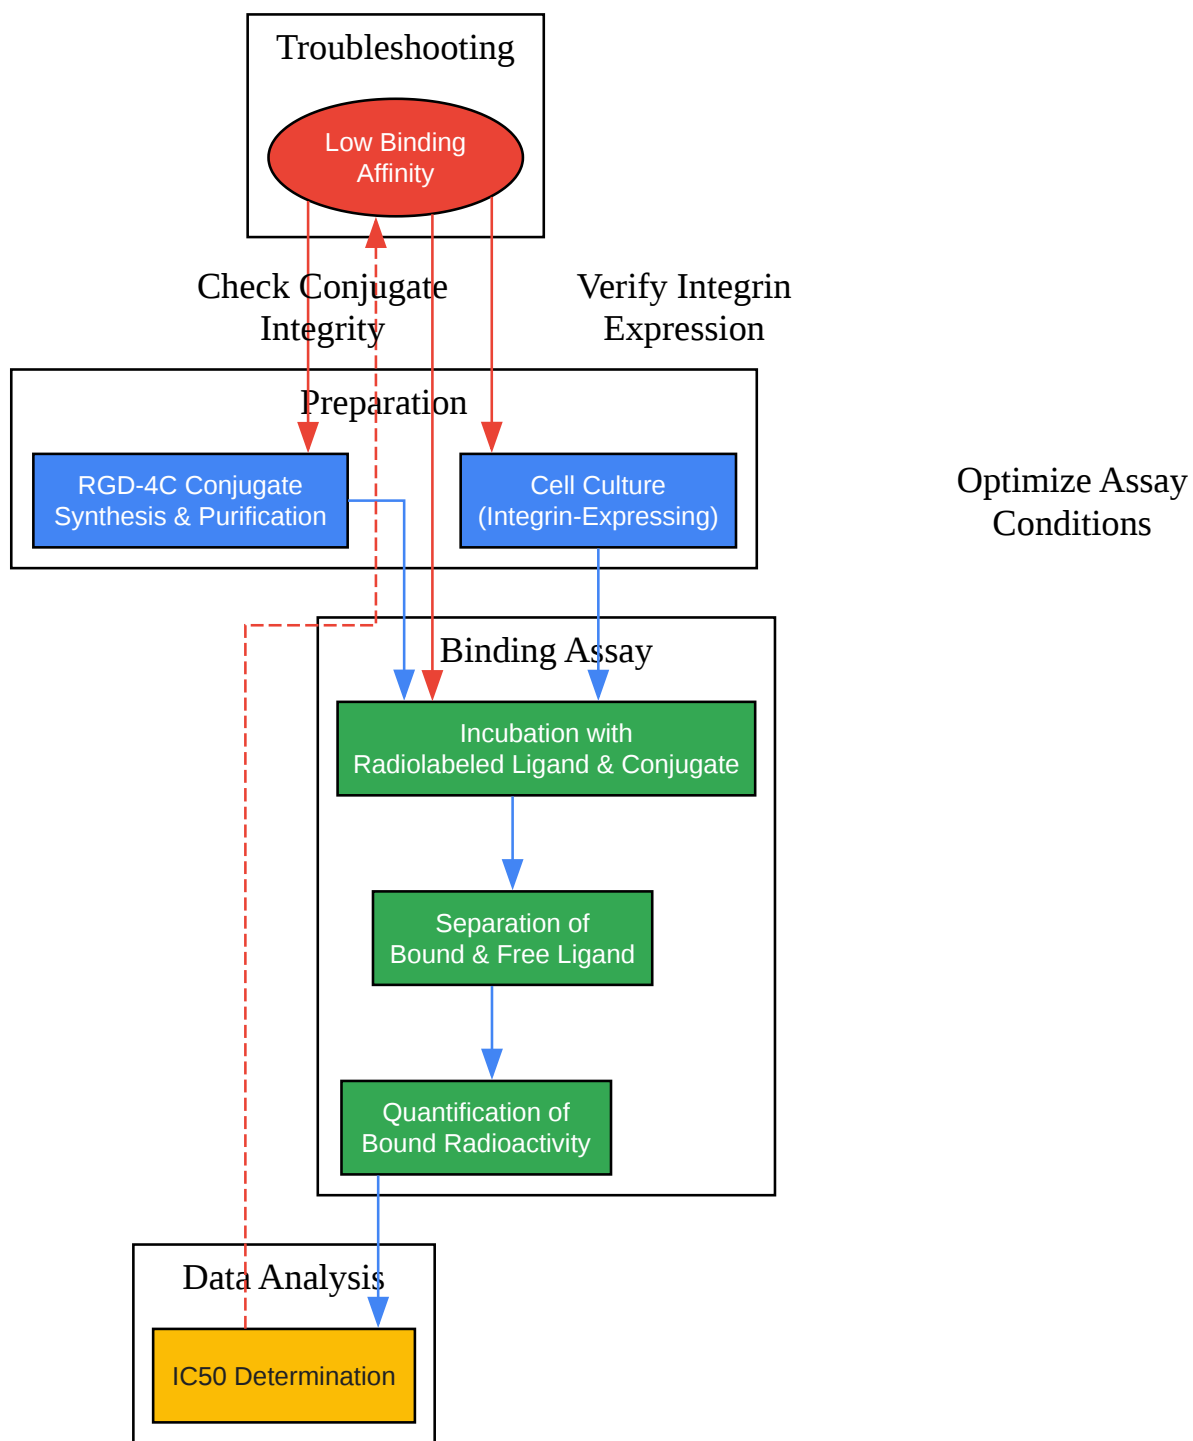 Troubleshooting
Low Binding
Affinity
Check Conjugate
Integrity
Verify Integrin
Expression
Preparation
RGD-4C Conjugate
Synthesis & Purification
Cell Culture
(Integrin-Expressing)
Optimize Assay
Conditions
Binding Assay
Incubation with
Radiolabeled Ligand & Conjugate
Separation of
Bound & Free Ligand
Quantification of
Bound Radioactivity
Data Analysis
IC50 Determination